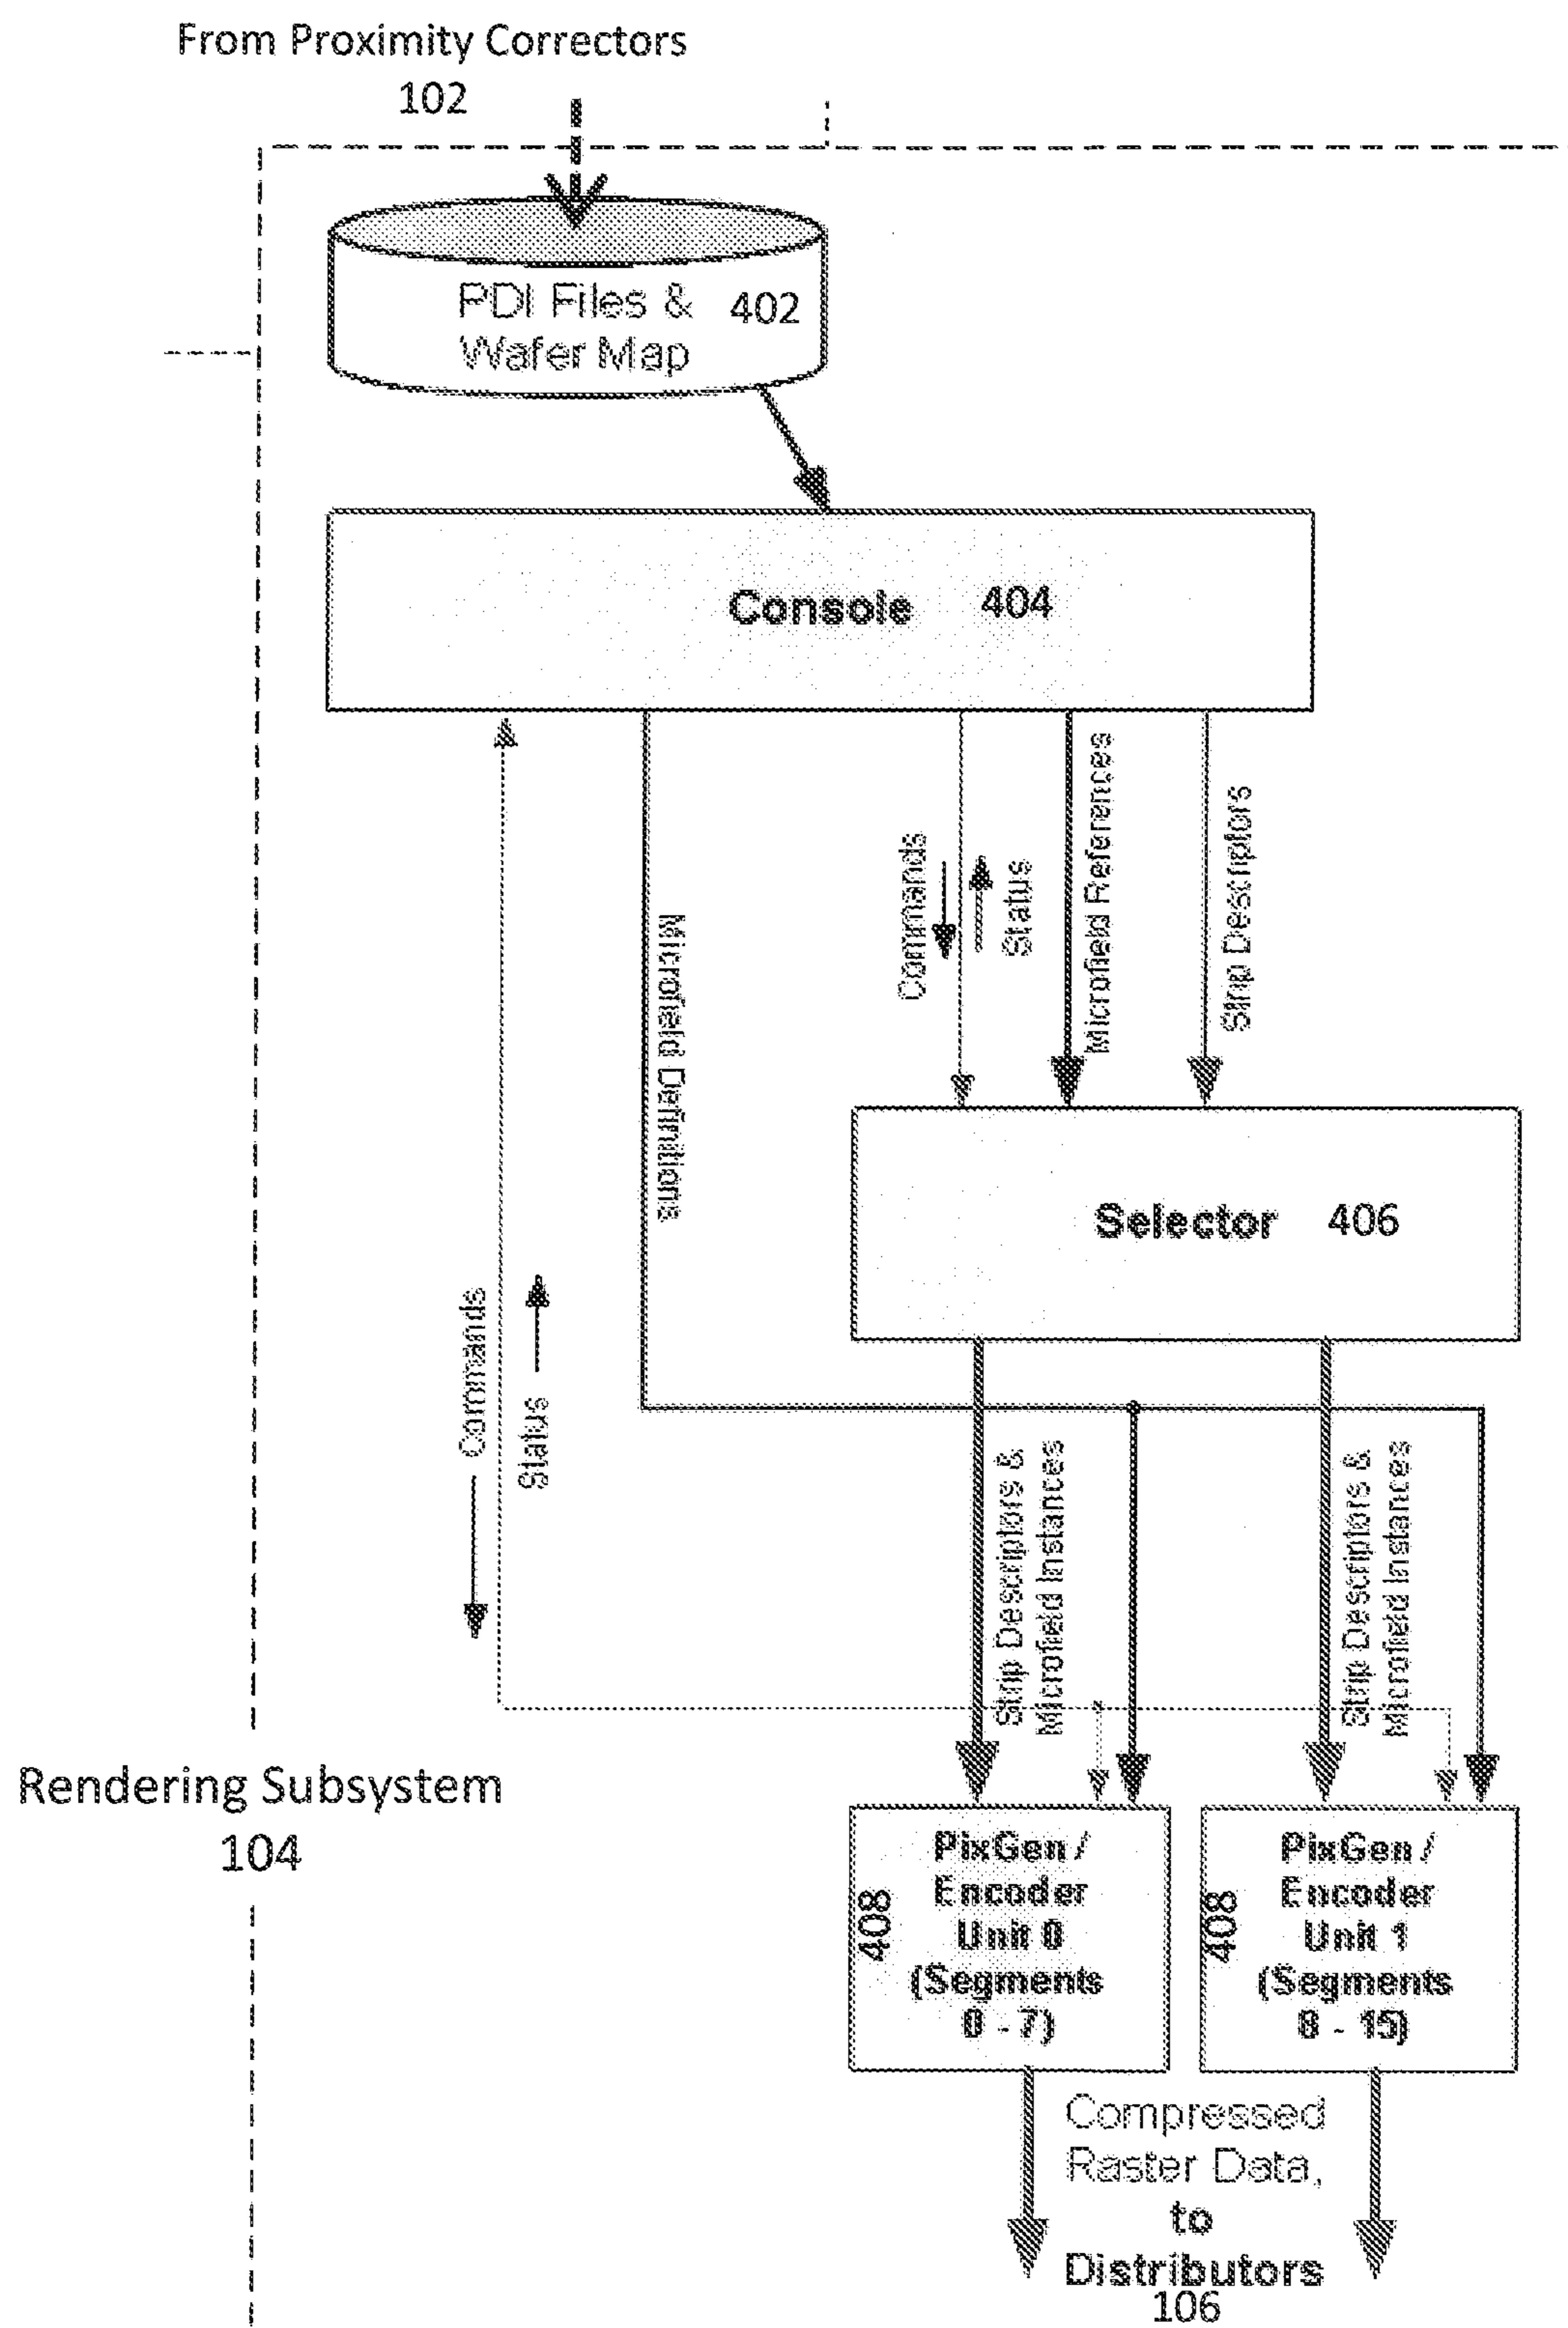 From Proximity Correctors
102
PDI Files &
Wafer Map
402
Console 404
Commands
Status
Microfield References
Strip Descriptors
Microfield Definitions
Selector 406
Commands
Status
Strip Descriptors &
Microfield Instances
Strip Descriptors &
Microfield Instances
Rendering Subsystem
104
408
PixGen /
Encoder
Unit 0
(Segments
0 - 7)
408
PixGen /
Encoder
Unit 1
(Segments
8 - 15)
Compressed
Raster Data,
to
Distributors
106